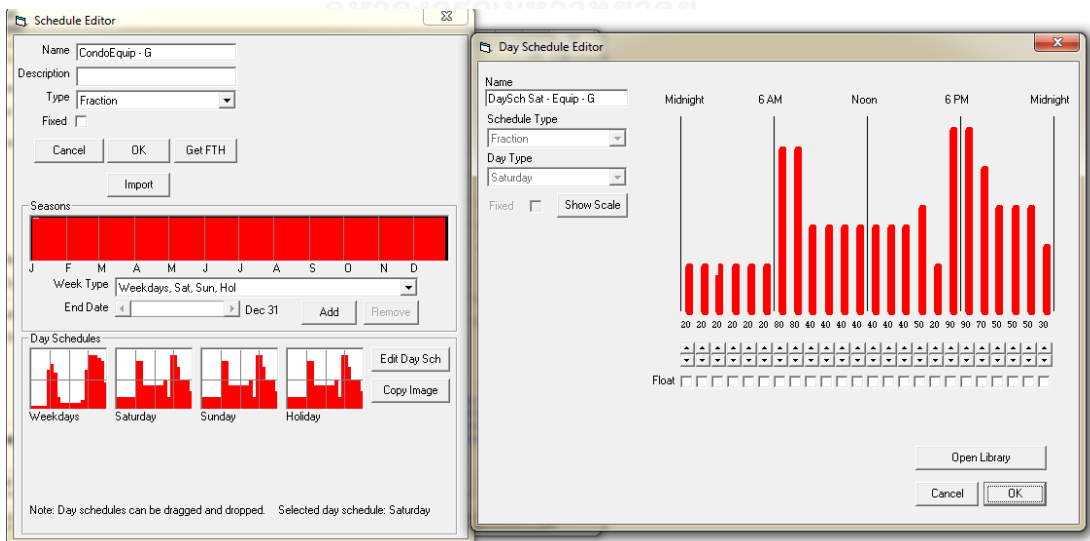 Schedule Editor
Name CondoEquip - G
Description
Type Fraction
Fixed
Cancel OK Get FTH
Import
Seasons
J F M A M J J A S O N D
Week Type Weekdays, Sat, Sun, Hol
End Date Dec 31 Add Remove
Day Schedules
Edit Day Sch
Copy Image
Weekdays Saturday Sunday Holiday
Note: Day schedules can be dragged and dropped. Selected day schedule: Saturday
Day Schedule Editor
Name
DaySch Sat - Equip - G
Schedule Type
Fraction
Day Type
Saturday
Fixed Show Scale
Midnight 6 AM Noon 6 PM Midnight
20 20 20 20 20 20 80 80 40 40 40 40 40 40 40 50 20 90 90 70 50 50 50 30
Float
Open Library
Cancel OK